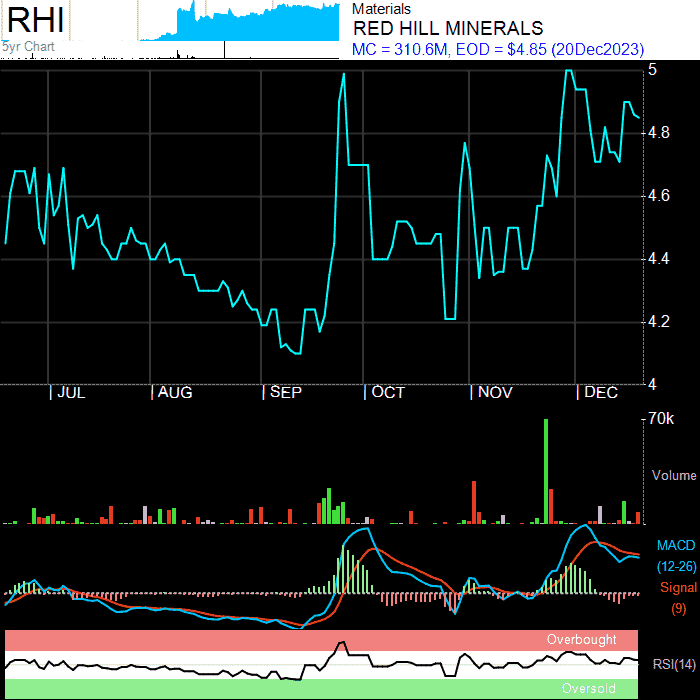 RHI
5yr Chart
Materials
RED HILL MINERALS
MC = 310.6M, EOD = $4.85 (20Dec2023)
5
4.8
4.6
4.4
4.2
4
| JUL | AUG | SEP | OCT | NOV | DEC
70k
Volume
MACD
(12-26)
Signal
(9)
Overbought
RSI(14)
Oversold